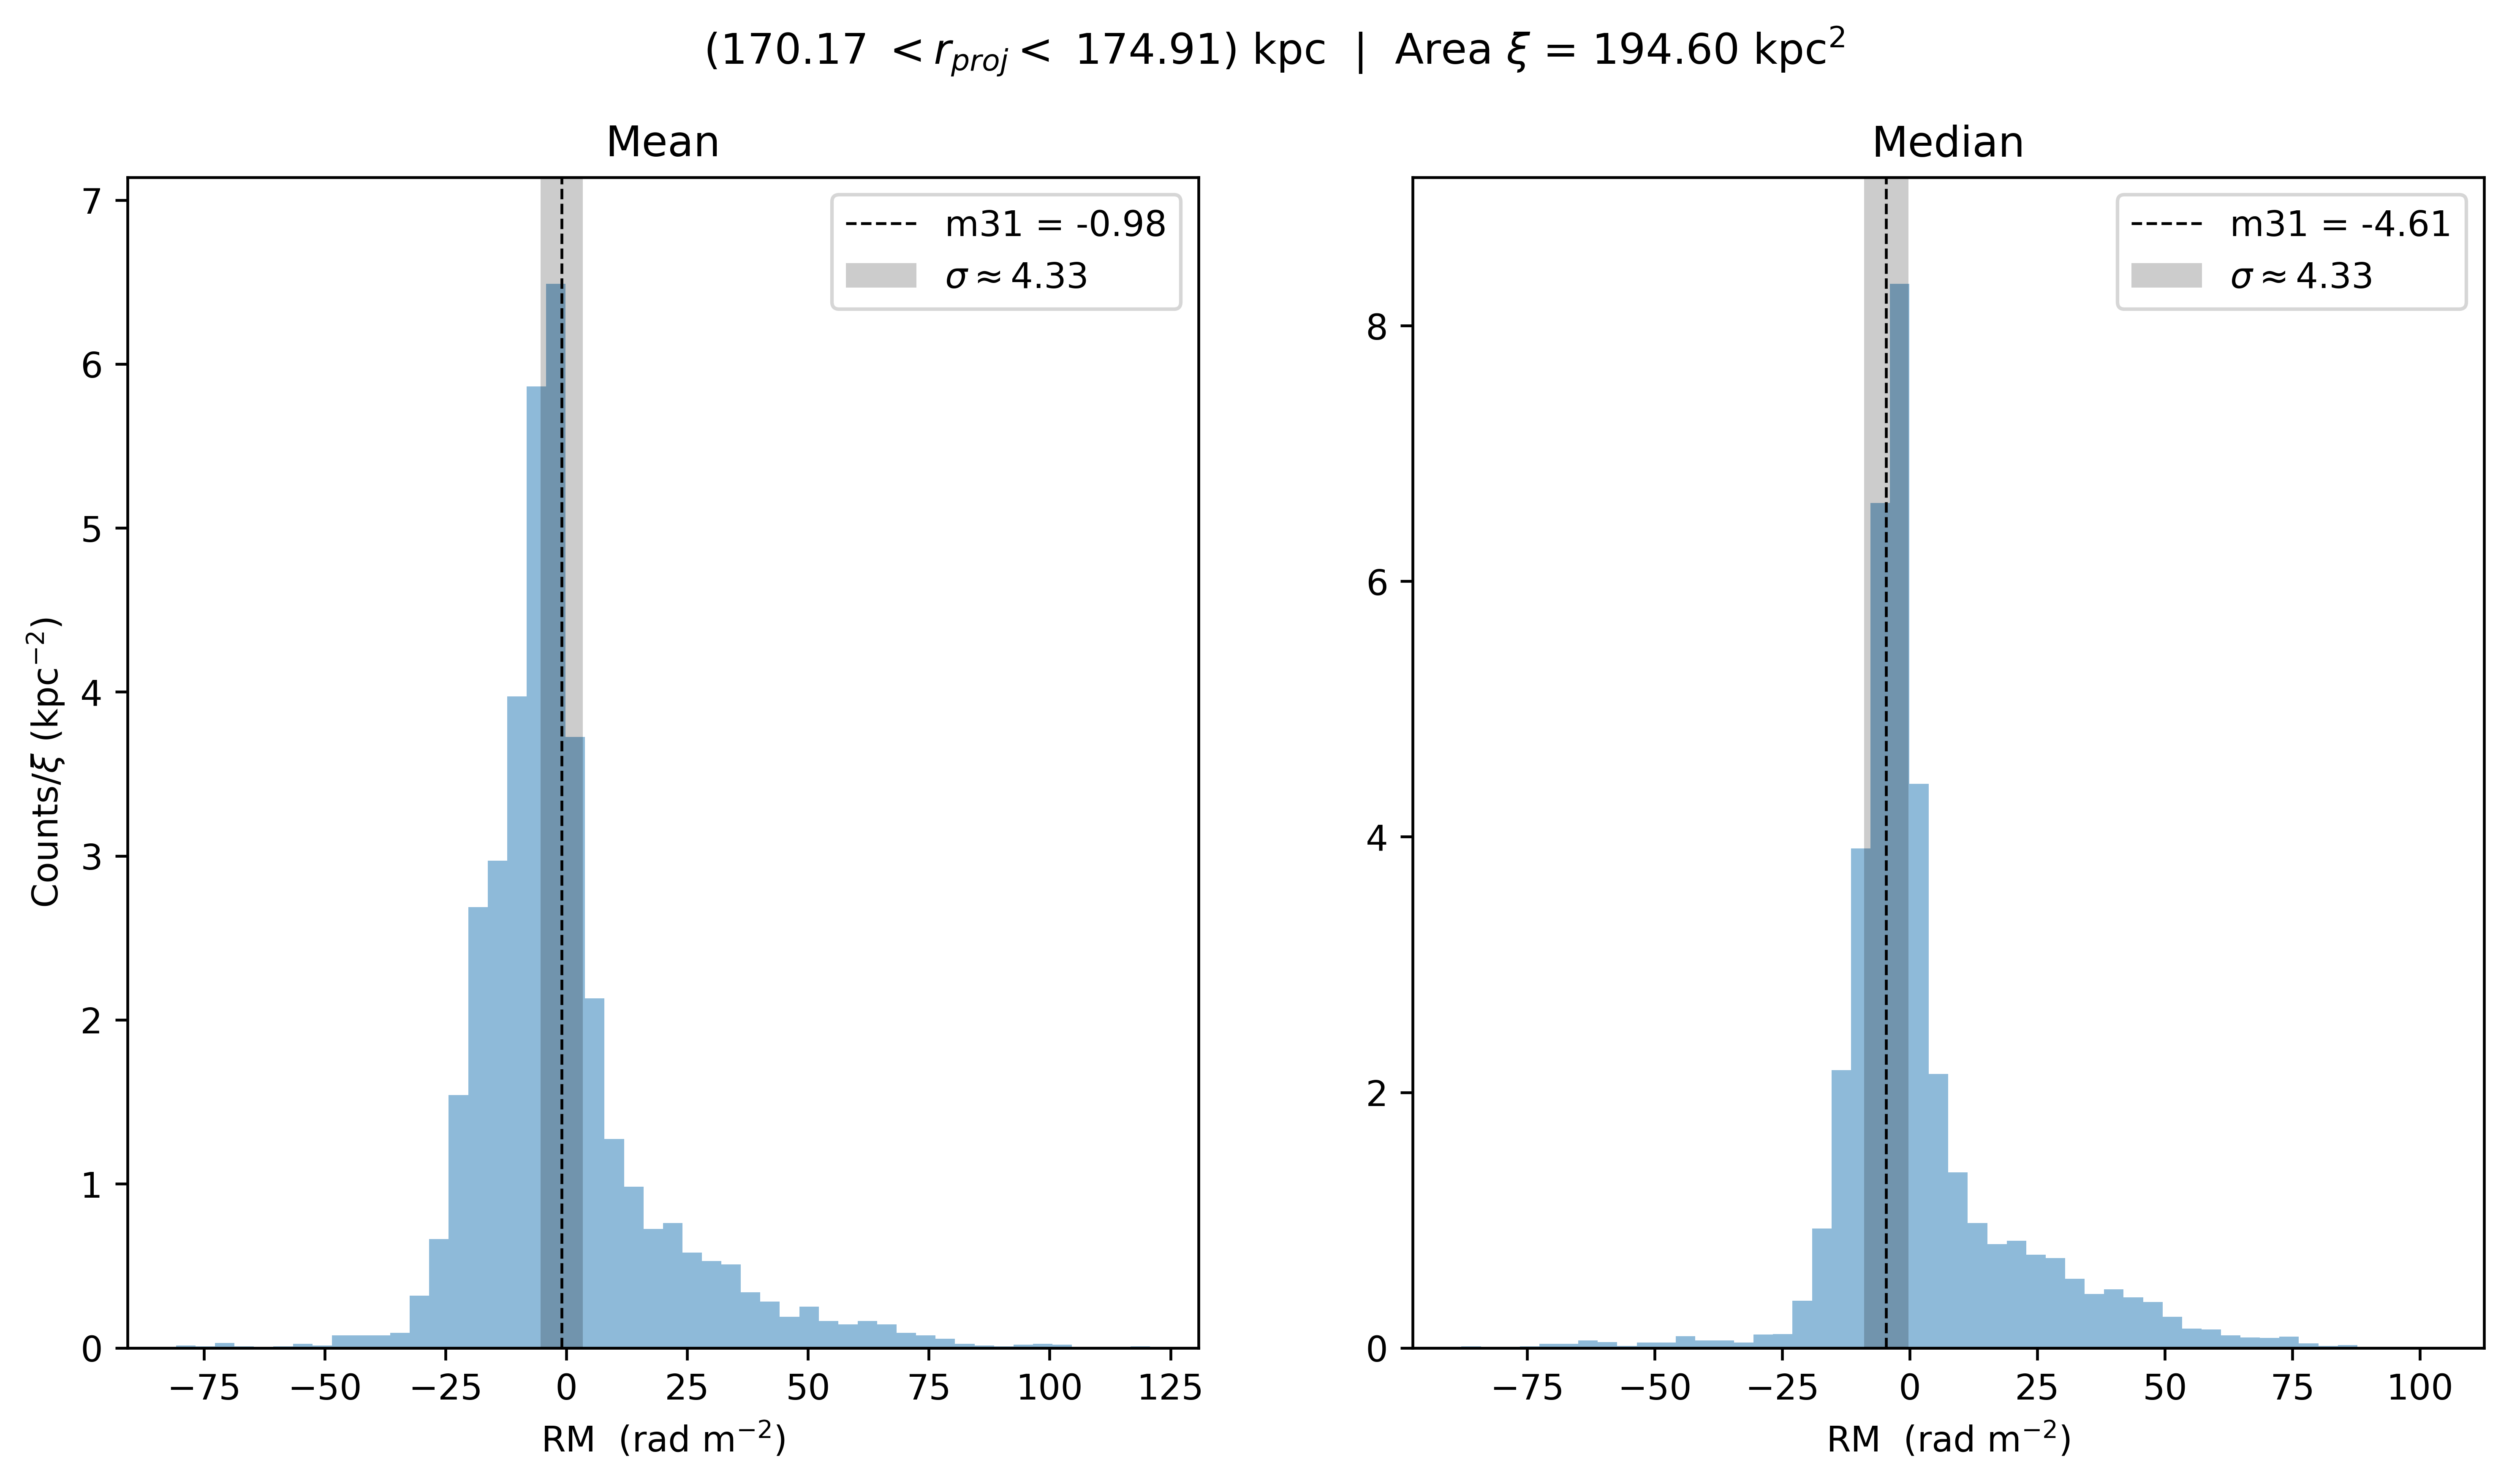 (170.17 < r_proj < 174.91) kpc | Area ξ = 194.60 kpc²
Mean
Median
m31 = -0.98
σ ≈ 4.33
m31 = -4.61
σ ≈ 4.33
Counts/ξ (kpc⁻²)
7
6
5
4
3
2
1
0
8
6
4
2
0
−75 −50 −25 0 25 50 75 100 125
−75 −50 −25 0 25 50 75 100
RM (rad m⁻²)
RM (rad m⁻²)